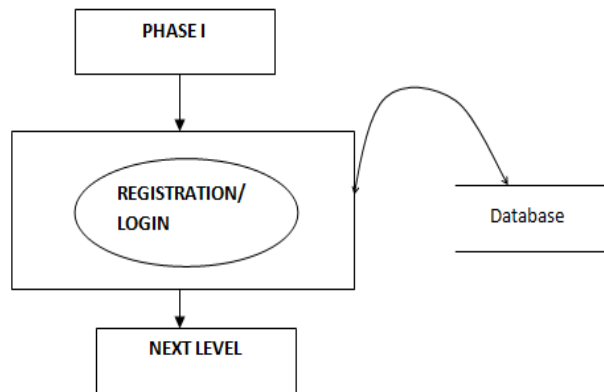 PHASE I
REGISTRATION/
LOGIN
Database
NEXT LEVEL